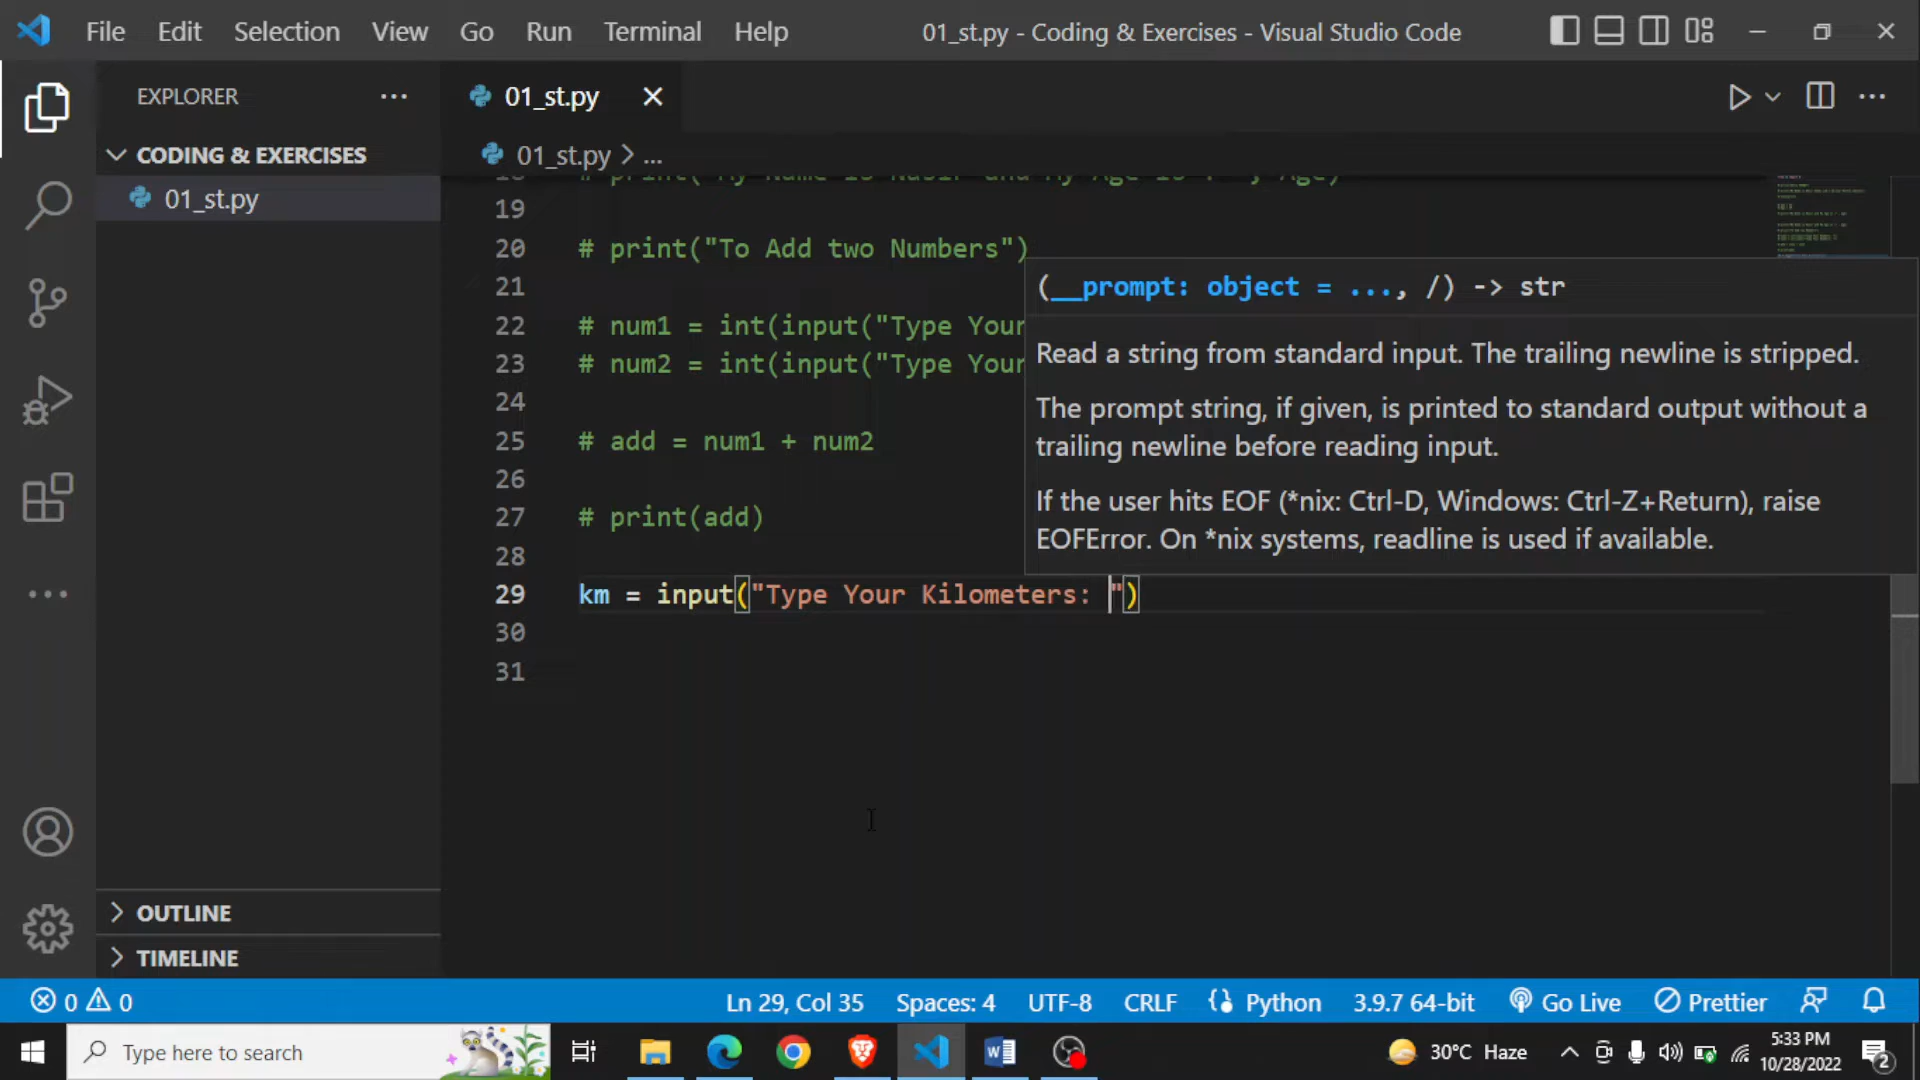 File Edit Selection View Go Run Terminal Help 01_st.py - Coding & Exercises - Visual Studio Code
EXPLORER
01_st.py
CODING & EXERCISES
01_st.py > ...
01_st.py
19
20 # print("To Add two Numbers")
21
22 # num1 = int(input("Type Your
23 # num2 = int(input("Type Your
24
25 # add = num1 + num2
26
27 # print(add)
28
29 km = input("Type Your Kilometers: ")
30
31
(__prompt: object = ..., /) -> str
Read a string from standard input. The trailing newline is stripped.
The prompt string, if given, is printed to standard output without a
trailing newline before reading input.
If the user hits EOF (*nix: Ctrl-D, Windows: Ctrl-Z+Return), raise
EOFError. On *nix systems, readline is used if available.
OUTLINE
TIMELINE
0 0 Ln 29, Col 35 Spaces: 4 UTF-8 CRLF Python 3.9.7 64-bit Go Live Prettier
Type here to search
30°C Haze
5:33 PM
10/28/2022
2